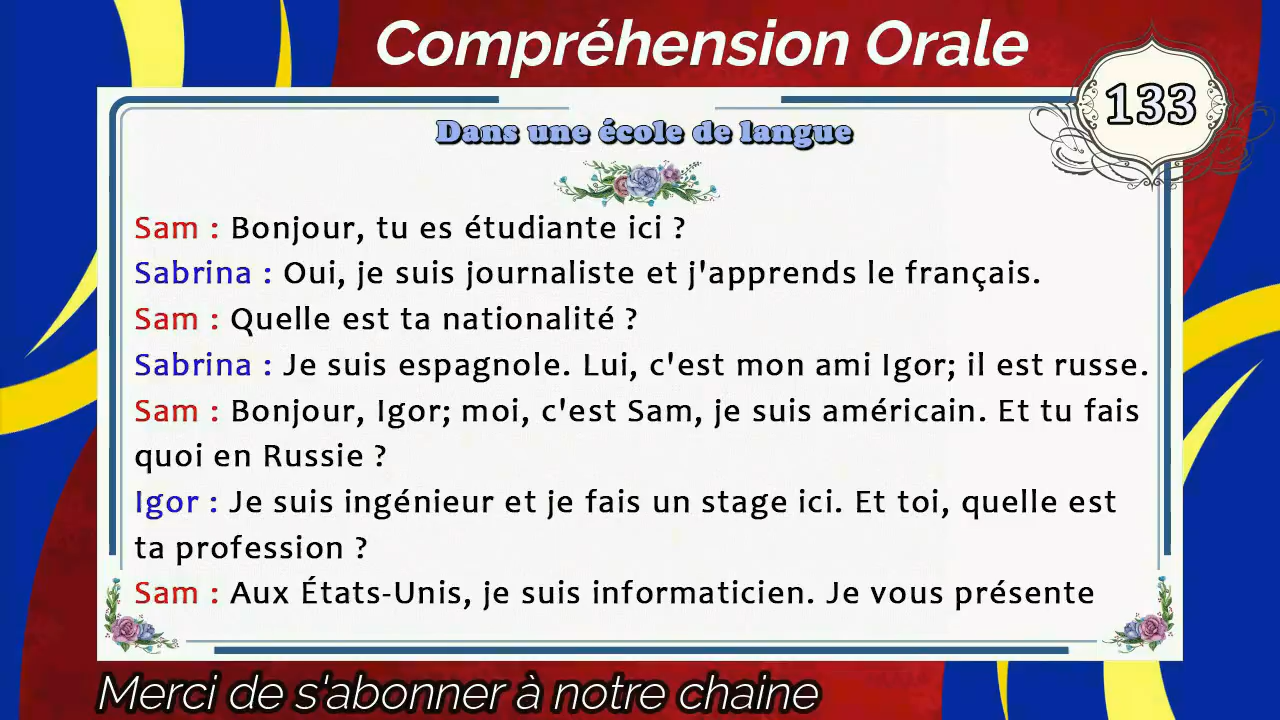 Compréhension Orale
133
Dans une école de langue
Sam : Bonjour, tu es étudiante ici ?
Sabrina : Oui, je suis journaliste et j'apprends le français.
Sam : Quelle est ta nationalité ?
Sabrina : Je suis espagnole. Lui, c'est mon ami Igor; il est russe.
Sam : Bonjour, Igor; moi, c'est Sam, je suis américain. Et tu fais
quoi en Russie ?
Igor : Je suis ingénieur et je fais un stage ici. Et toi, quelle est
ta profession ?
Sam : Aux États-Unis, je suis informaticien. Je vous présente
Merci de s'abonner à notre chaine